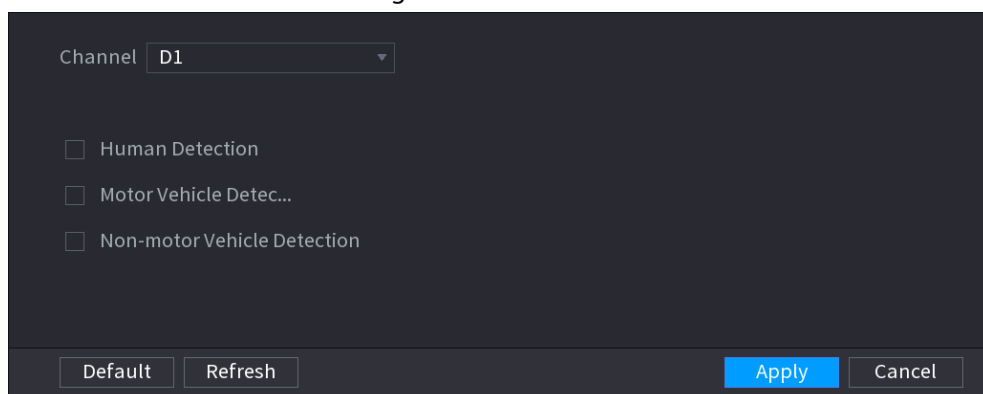 Channel D1
Human Detection
Motor Vehicle Detec...
Non-motor Vehicle Detection
Default Refresh Apply Cancel